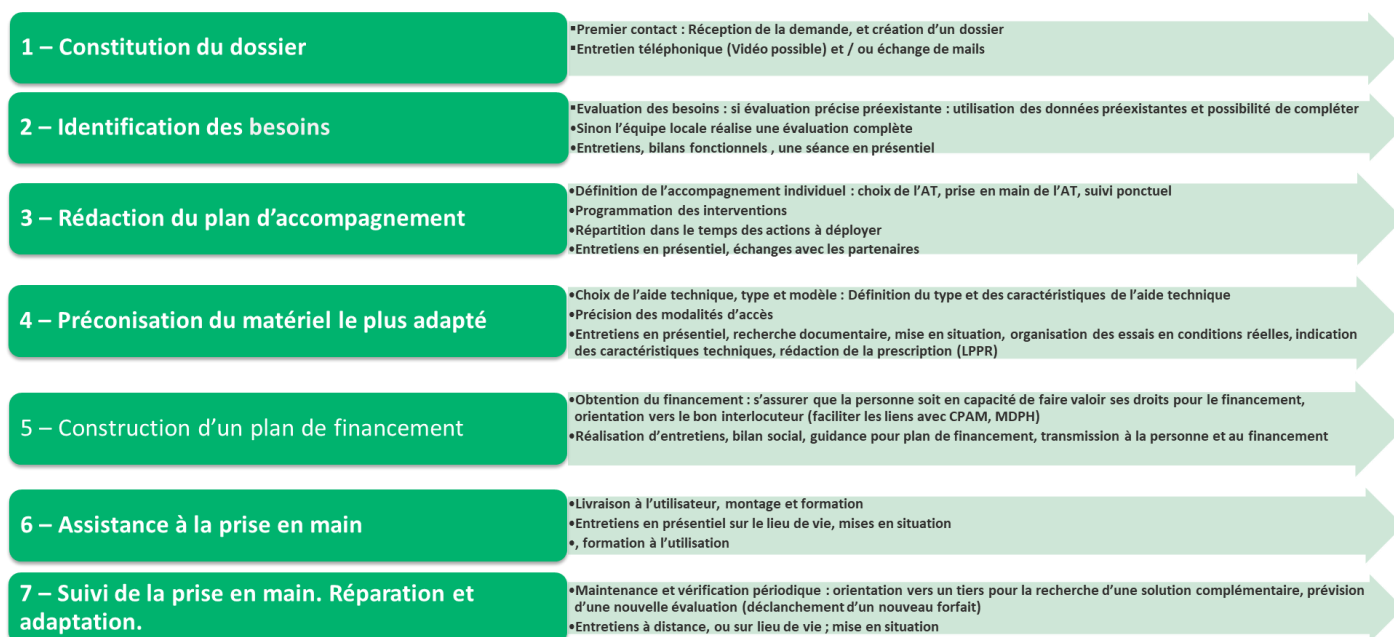 1 – Constitution du dossier
▪Premier contact : Réception de la demande, et création d’un dossier
▪Entretien téléphonique (Vidéo possible) et / ou échange de mails
2 – Identification des besoins
▪Evaluation des besoins : si évaluation précise préexistante : utilisation des données préexistantes et possibilité de compléter
•Sinon l’équipe locale réalise une évaluation complète
•Entretiens, bilans fonctionnels , une séance en présentiel
3 – Rédaction du plan d’accompagnement
•Définition de l’accompagnement individuel : choix de l’AT, prise en main de l’AT, suivi ponctuel
•Programmation des interventions
•Répartition dans le temps des actions à déployer
•Entretiens en présentiel, échanges avec les partenaires
4 – Préconisation du matériel le plus adapté
•Choix de l’aide technique, type et modèle : Définition du type et des caractéristiques de l’aide technique
•Précision des modalités d’accès
•Entretiens en présentiel, recherche documentaire, mise en situation, organisation des essais en conditions réelles, indication
des caractéristiques techniques, rédaction de la prescription (LPPR)
5 – Construction d’un plan de financement
•Obtention du financement : s’assurer que la personne soit en capacité de faire valoir ses droits pour le financement,
orientation vers le bon interlocuteur (faciliter les liens avec CPAM, MDPH)
•Réalisation d’entretiens, bilan social, guidance pour plan de financement, transmission à la personne et au financement
6 – Assistance à la prise en main
•Livraison à l’utilisateur, montage et formation
•Entretiens en présentiel sur le lieu de vie, mises en situation
•, formation à l’utilisation
7 – Suivi de la prise en main. Réparation et
adaptation.
•Maintenance et vérification périodique : orientation vers un tiers pour la recherche d’une solution complémentaire, prévision
d’une nouvelle évaluation (déclanchement d’un nouveau forfait)
•Entretiens à distance, ou sur lieu de vie ; mise en situation